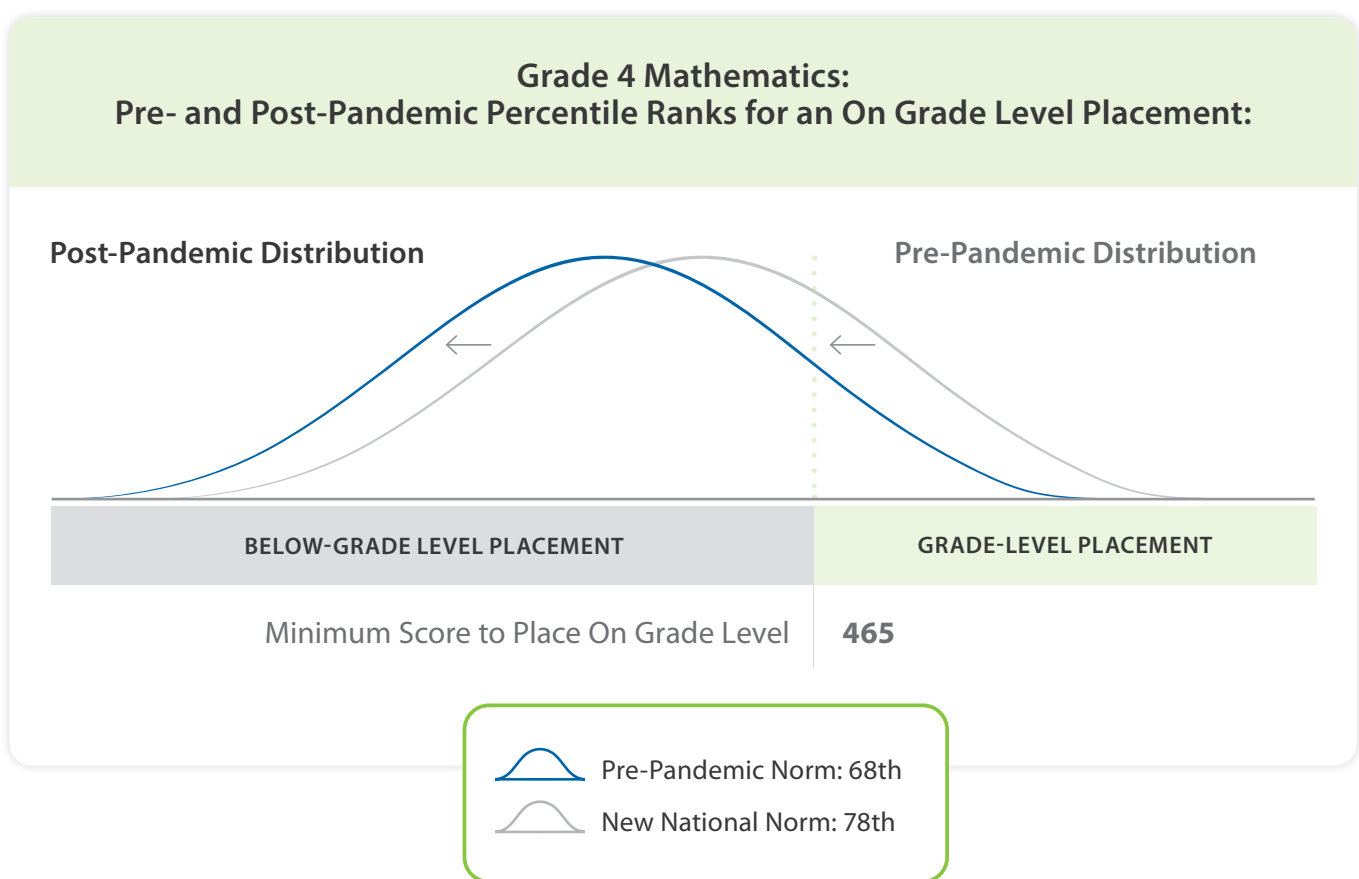 Grade 4 Mathematics:
Pre- and Post-Pandemic Percentile Ranks for an On Grade Level Placement:
Post-Pandemic Distribution
Pre-Pandemic Distribution
BELOW-GRADE LEVEL PLACEMENT
GRADE-LEVEL PLACEMENT
Minimum Score to Place On Grade Level
465
Pre-Pandemic Norm: 68th
New National Norm: 78th